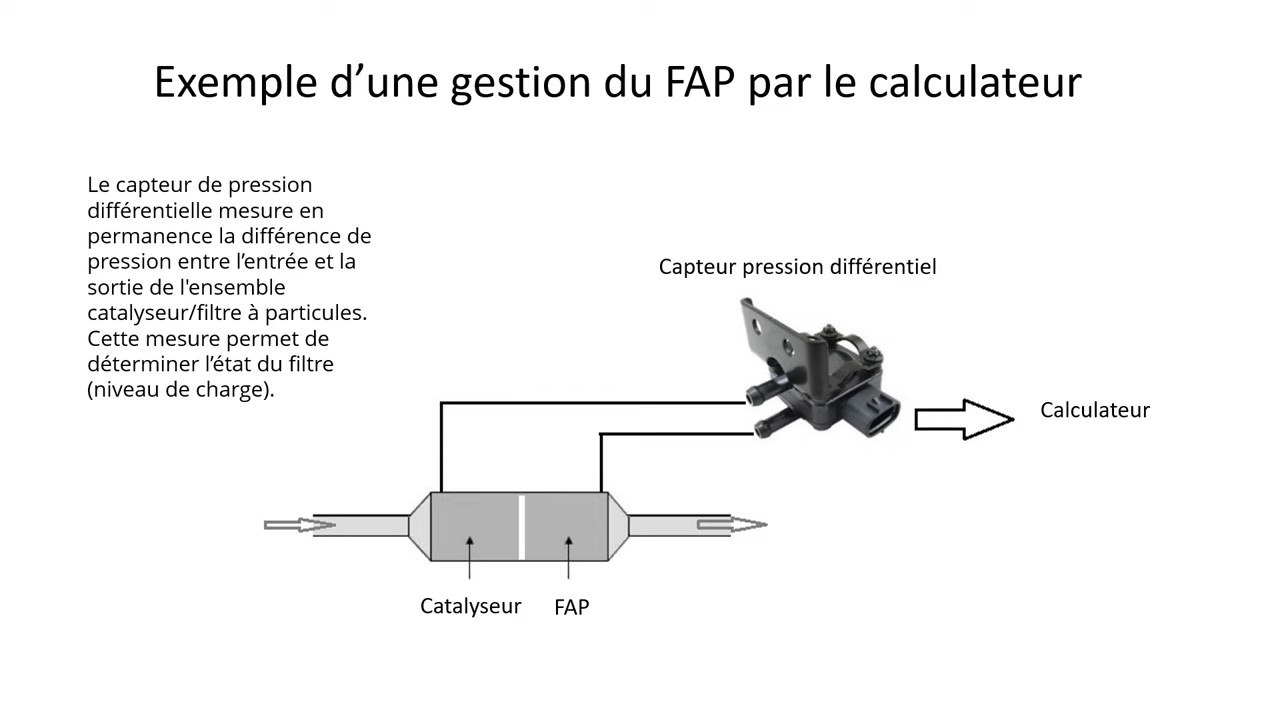 Exemple d’une gestion du FAP par le calculateur
Le capteur de pression
différentielle mesure en
permanence la différence de
pression entre l’entrée et la
sortie de l'ensemble
catalyseur/filtre à particules.
Cette mesure permet de
déterminer l’état du filtre
(niveau de charge).
Capteur pression différentiel
Calculateur
Catalyseur
FAP